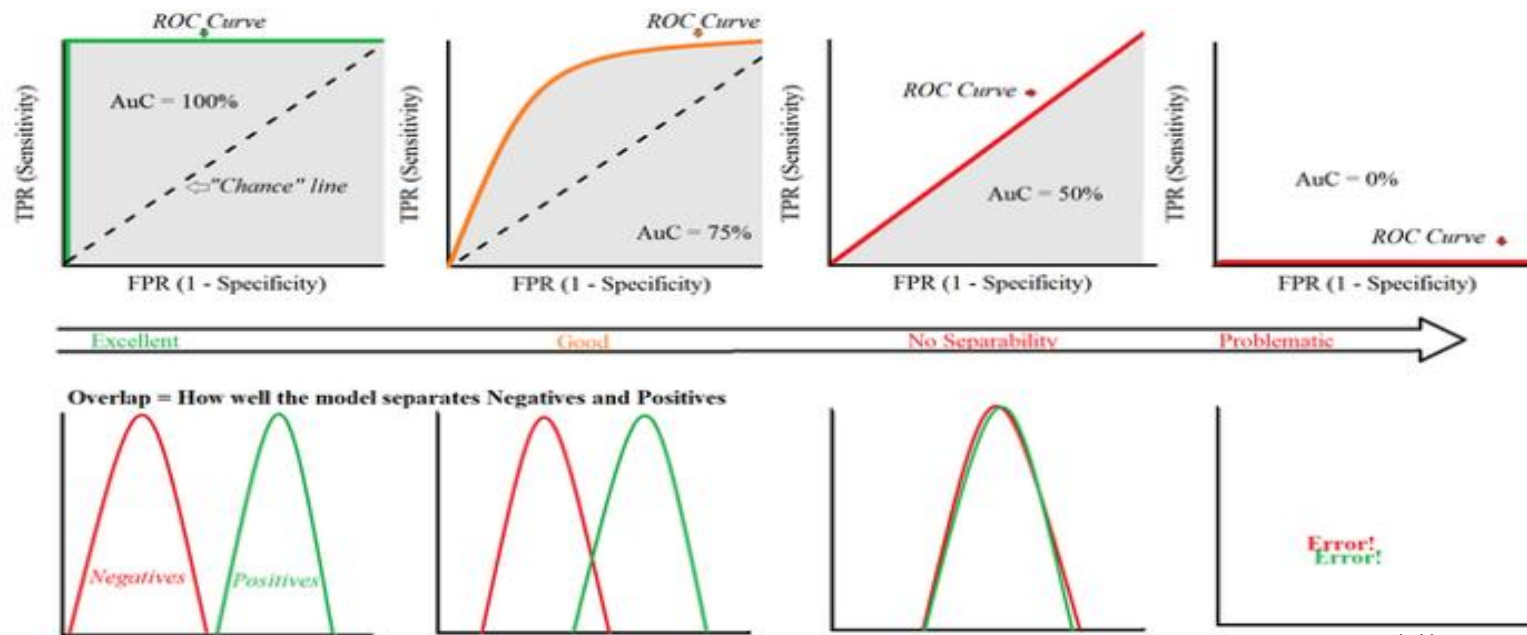 ROC Curve
AuC = 100%
"Chance" line
TPR (Sensitivity)
FPR (1 - Specificity)
ROC Curve
AuC = 75%
TPR (Sensitivity)
FPR (1 - Specificity)
ROC Curve
AuC = 50%
TPR (Sensitivity)
FPR (1 - Specificity)
AuC = 0%
ROC Curve
TPR (Sensitivity)
FPR (1 - Specificity)
Excellent
Good
No Separability
Problematic
Overlap = How well the model separates Negatives and Positives
Negatives
Positives
Error!
Error!